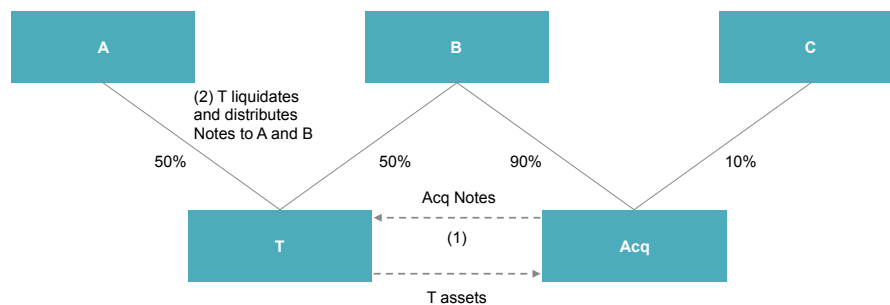 A
B
C
(2) T liquidates
and distributes
Notes to A and B
50%
50%
90%
10%
Acq Notes
T
(1)
Acq
T assets